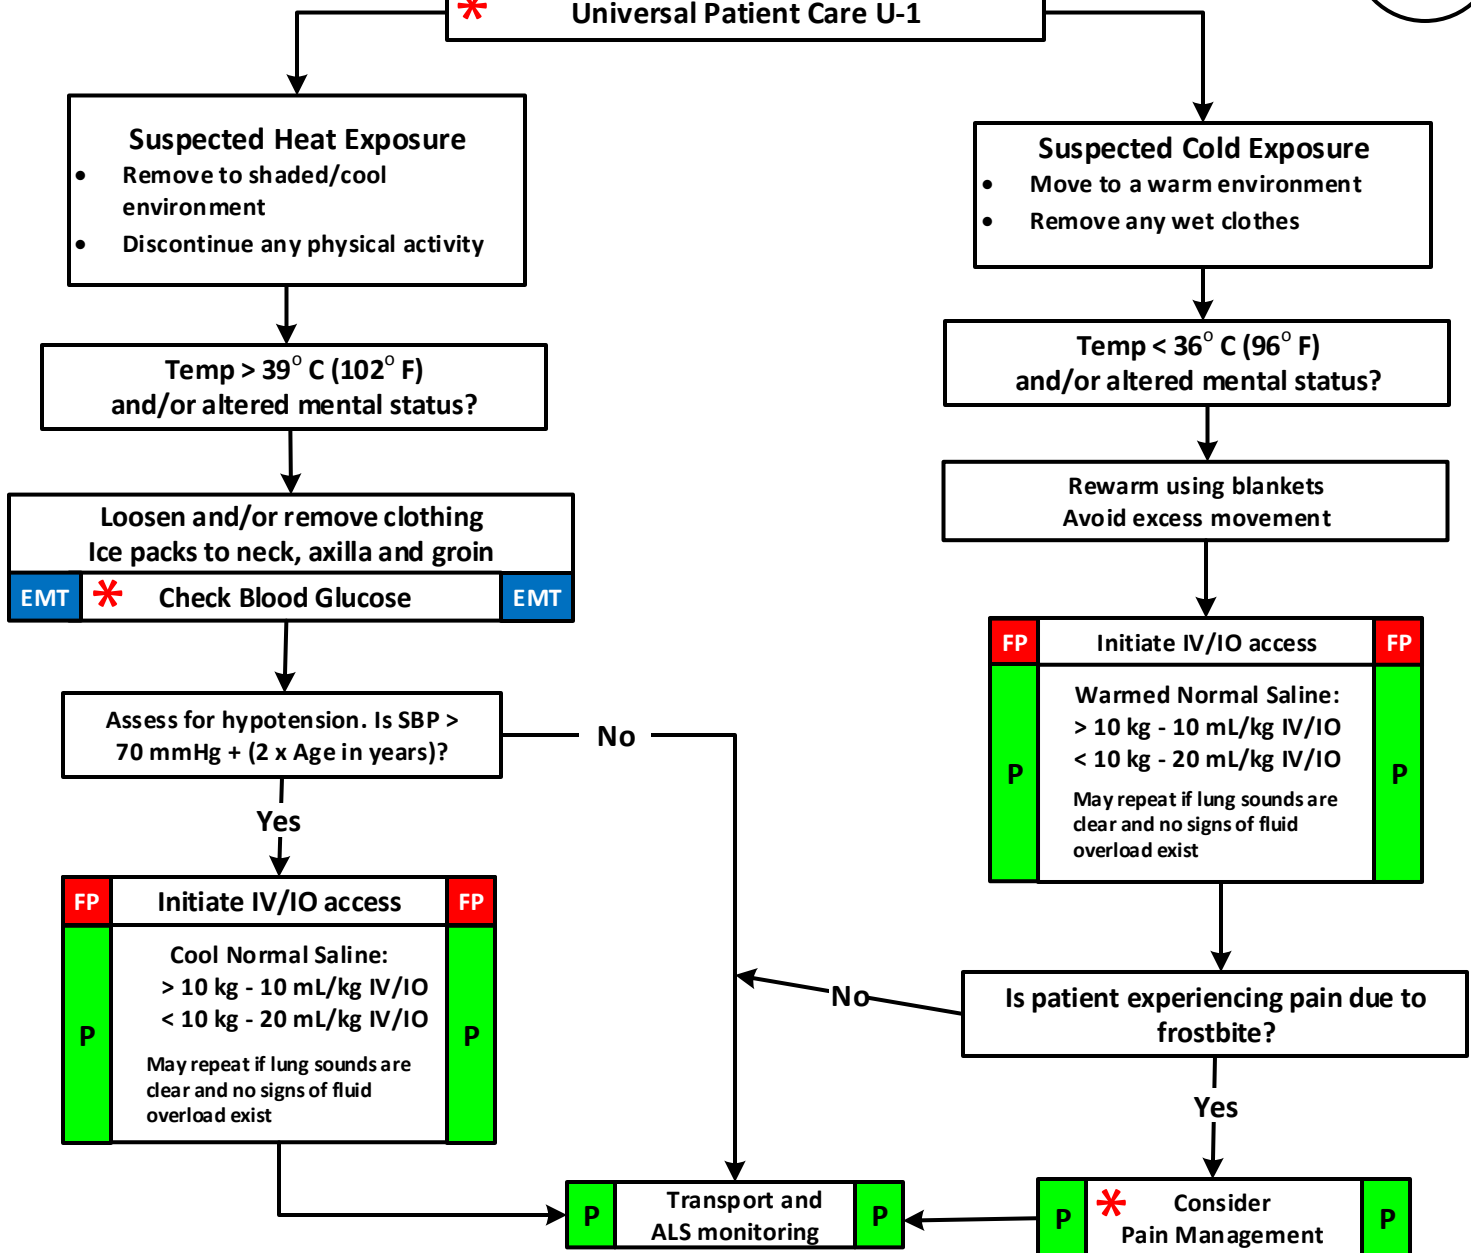 * Universal Patient Care U-1
Suspected Heat Exposure
• Remove to shaded/cool
environment
• Discontinue any physical activity
Temp > 39° C (102° F)
and/or altered mental status?
Loosen and/or remove clothing
Ice packs to neck, axilla and groin
EMT * Check Blood Glucose EMT
Assess for hypotension. Is SBP >
70 mmHg + (2 x Age in years)?
No
Yes
FP Initiate IV/IO access FP
Cool Normal Saline:
> 10 kg - 10 mL/kg IV/IO
< 10 kg - 20 mL/kg IV/IO
P P
May repeat if lung sounds are
clear and no signs of fluid
overload exist
Suspected Cold Exposure
• Move to a warm environment
• Remove any wet clothes
Temp < 36° C (96° F)
and/or altered mental status?
Rewarm using blankets
Avoid excess movement
FP Initiate IV/IO access FP
Warmed Normal Saline:
> 10 kg - 10 mL/kg IV/IO
< 10 kg - 20 mL/kg IV/IO
P P
May repeat if lung sounds are
clear and no signs of fluid
overload exist
Is patient experiencing pain due to
frostbite?
No
Yes
P * Consider P
Pain Management
P Transport and P
ALS monitoring